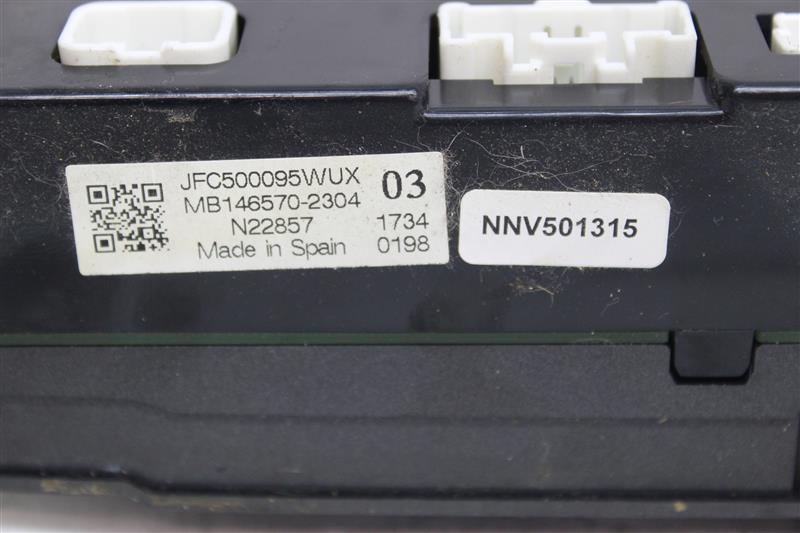 JFC500095WUX 03
MB146570-2304
N22857 1734
Made in Spain 0198
NNV501315